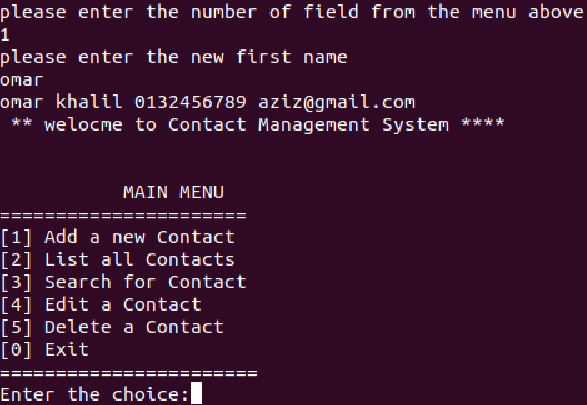 please enter the number of field from the menu above
1
please enter the new first name
omar
omar khalil 0132456789 aziz@gmail.com
** welocme to Contact Management System ****
MAIN MENU
======================
[1] Add a new Contact
[2] List all Contacts
[3] Search for Contact
[4] Edit a Contact
[5] Delete a Contact
[0] Exit
=======================
Enter the choice: